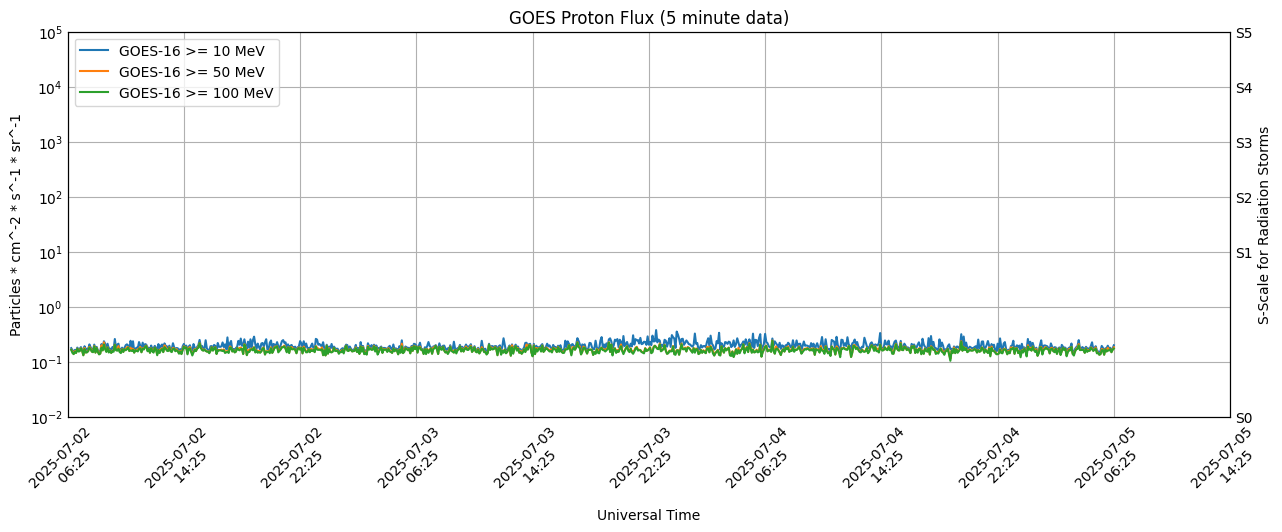 GOES Proton Flux (5 minute data)
GOES-16 >= 10 MeV
GOES-16 >= 50 MeV
GOES-16 >= 100 MeV
Particles * cm^-2 * s^-1 * sr^-1
10^5
10^4
10^3
10^2
10^1
10^0
10^-1
10^-2
S5
S4
S3
S2
S1
S0
S-Scale for Radiation Storms
2025-07-02
06:25
2025-07-02
14:25
2025-07-02
22:25
2025-07-03
06:25
2025-07-03
14:25
2025-07-03
22:25
2025-07-04
06:25
2025-07-04
14:25
2025-07-04
22:25
2025-07-05
06:25
2025-07-05
14:25
Universal Time